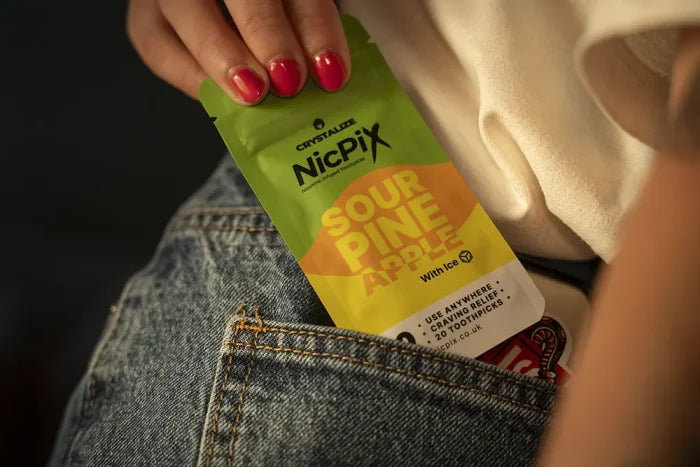 CRYSTALIZE
NicPiX
Nicotine-Infused Toothpicks
SOUR
PINE
APPLE
With Ice
• USE ANYWHERE •
• CRAVING RELIEF •
• 20 TOOTHPICKS •
nicpix.co.uk